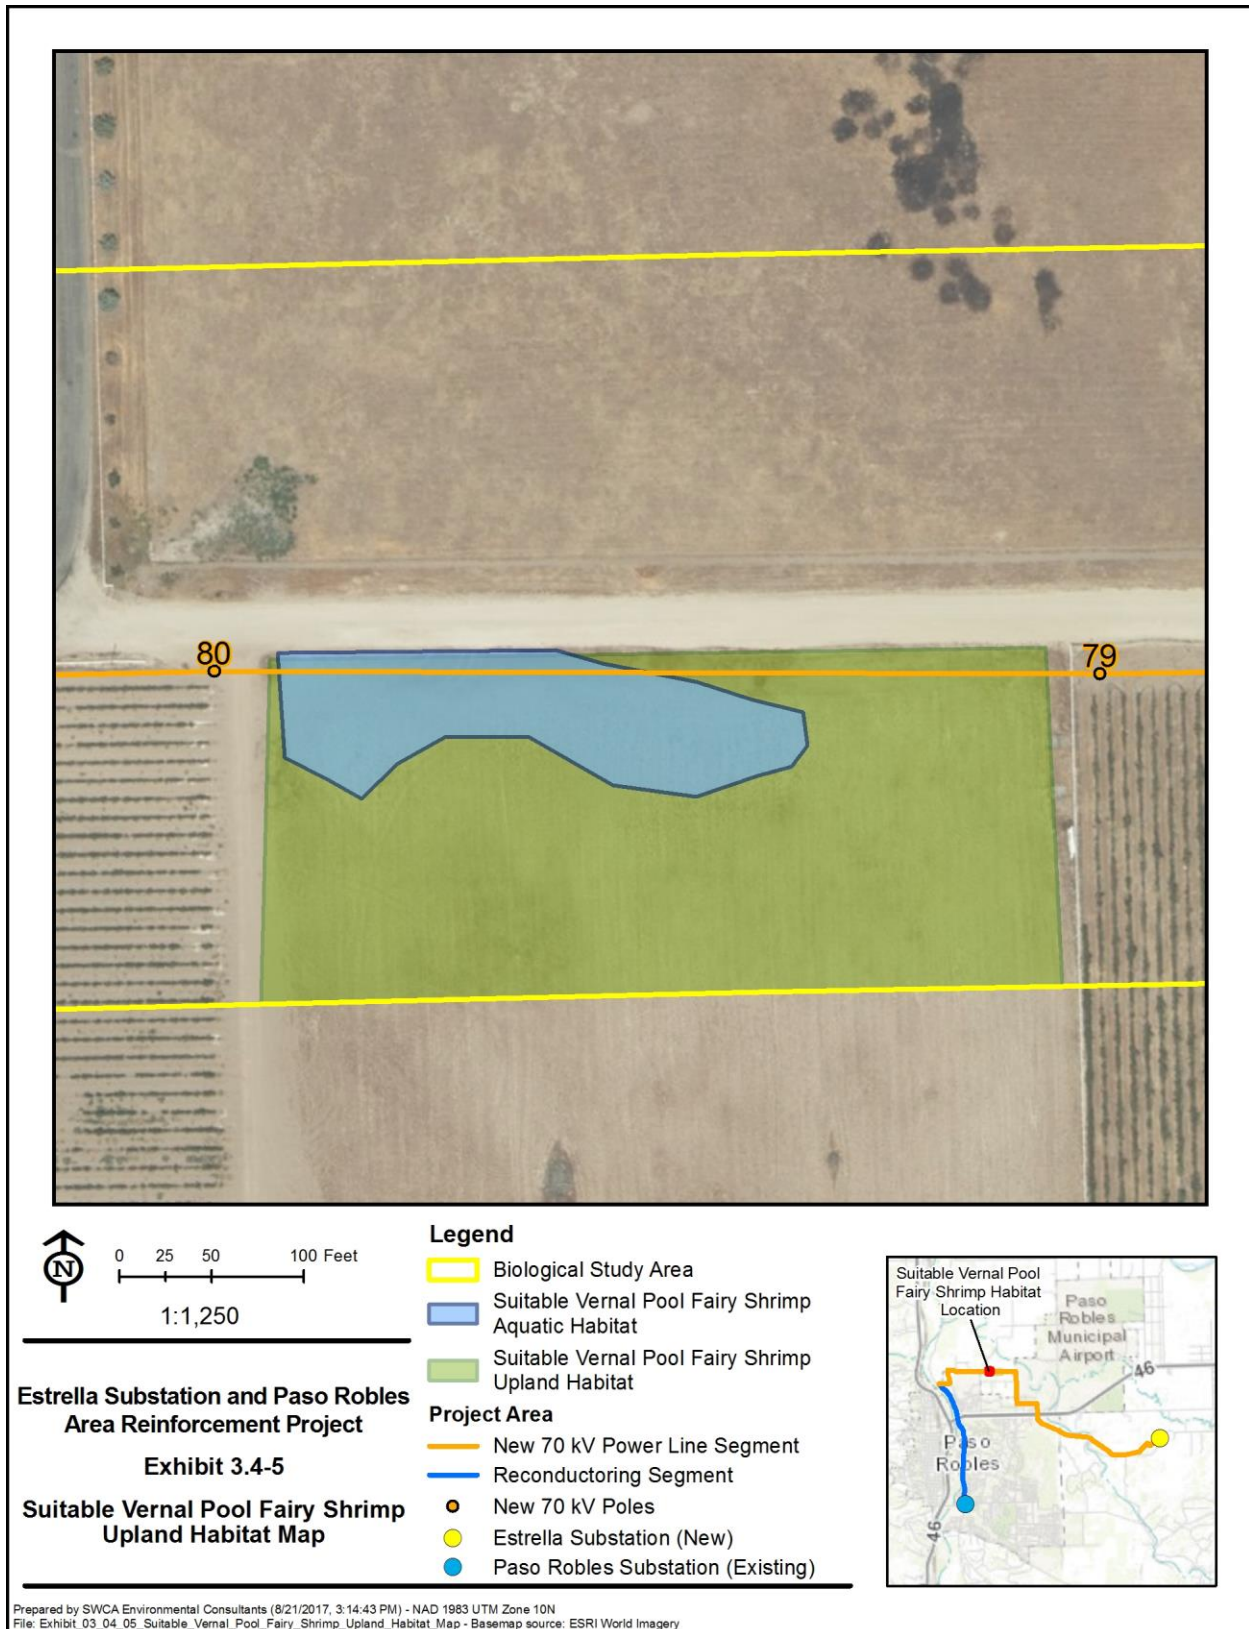 80
79
N
0 25 50 100 Feet
1:1,250
Estrella Substation and Paso Robles
Area Reinforcement Project
Exhibit 3.4-5
Suitable Vernal Pool Fairy Shrimp
Upland Habitat Map
Legend
Biological Study Area
Suitable Vernal Pool Fairy Shrimp
Aquatic Habitat
Suitable Vernal Pool Fairy Shrimp
Upland Habitat
Project Area
New 70 kV Power Line Segment
Reconductoring Segment
New 70 kV Poles
Estrella Substation (New)
Paso Robles Substation (Existing)
Suitable Vernal Pool
Fairy Shrimp Habitat
Location
Paso
Robles
Municipal
Airport
46
Paso
Robles
46
Prepared by SWCA Environmental Consultants (8/21/2017, 3:14:43 PM) - NAD 1983 UTM Zone 10N
File: Exhibit_03_04_05_Suitable_Vernal_Pool_Fairy_Shrimp_Upland_Habitat_Map - Basemap source: ESRI World Imagery